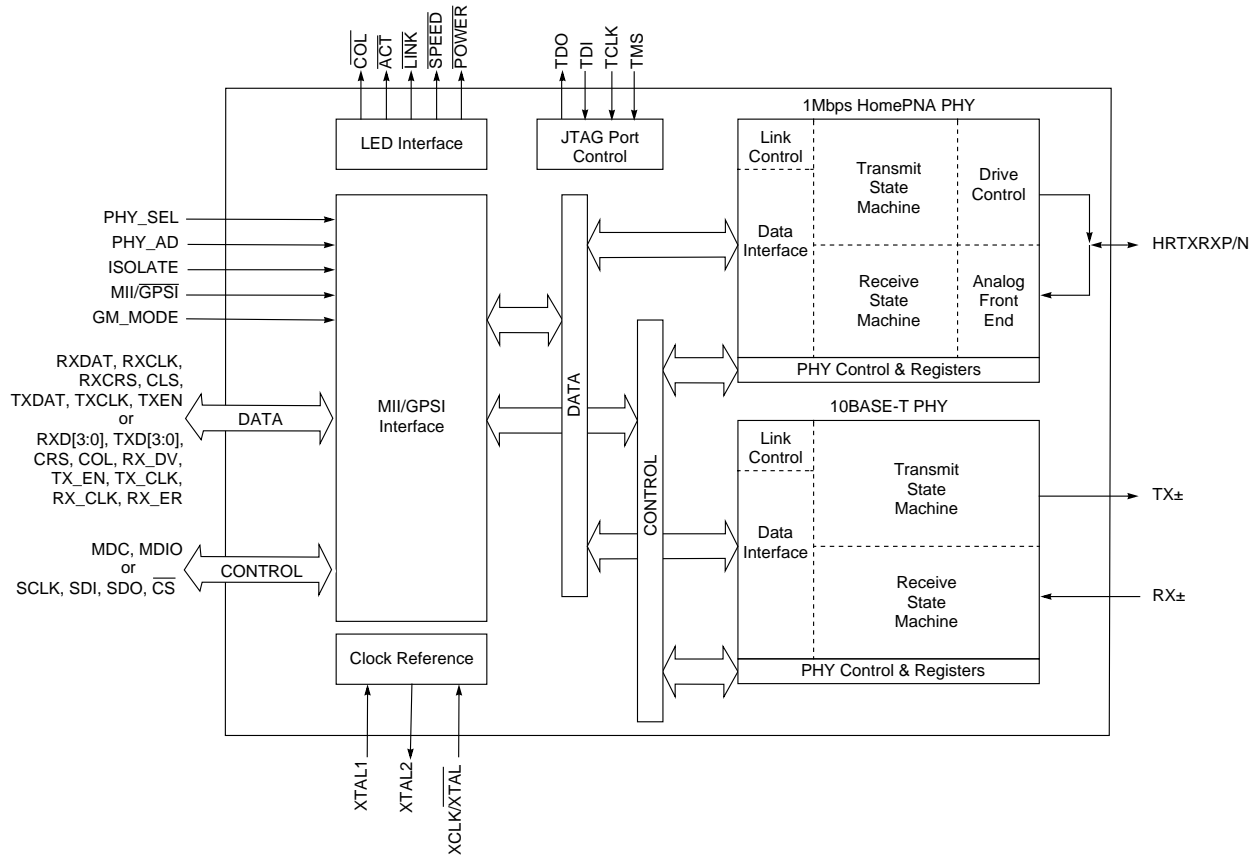 COL
ACT
LINK
SPEED
POWER
TDO
TDI
TCLK
TMS
LED Interface
JTAG Port
Control
1Mbps HomePNA PHY
Link
Control
Transmit
State
Machine
Drive
Control
Data
Interface
Receive
State
Machine
Analog
Front
End
PHY Control & Registers
HRTXRXP/N
PHY_SEL
PHY_AD
ISOLATE
MII/GPSI
GM_MODE
RXDAT, RXCLK,
RXCRS, CLS,
TXDAT, TXCLK, TXEN
or
RXD[3:0], TXD[3:0],
CRS, COL, RX_DV,
TX_EN, TX_CLK,
RX_CLK, RX_ER
DATA
MII/GPSI
Interface
DATA
CONTROL
10BASE-T PHY
Link
Control
Transmit
State
Machine
Data
Interface
Receive
State
Machine
PHY Control & Registers
TX±
RX±
MDC, MDIO
or
SCLK, SDI, SDO, CS
CONTROL
Clock Reference
XTAL1
XTAL2
XCLK/XTAL